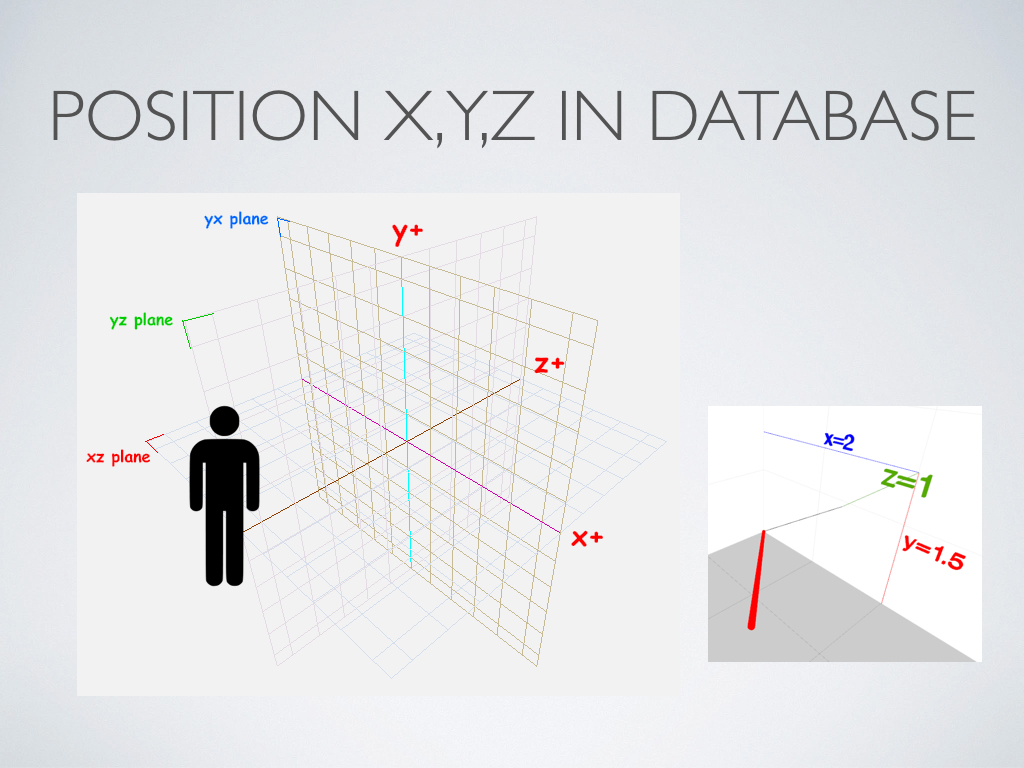 POSITION X,Y,Z IN DATABASE
yx plane
y+
yz plane
z+
xz plane
x+
x=2
z=1
y=1.5